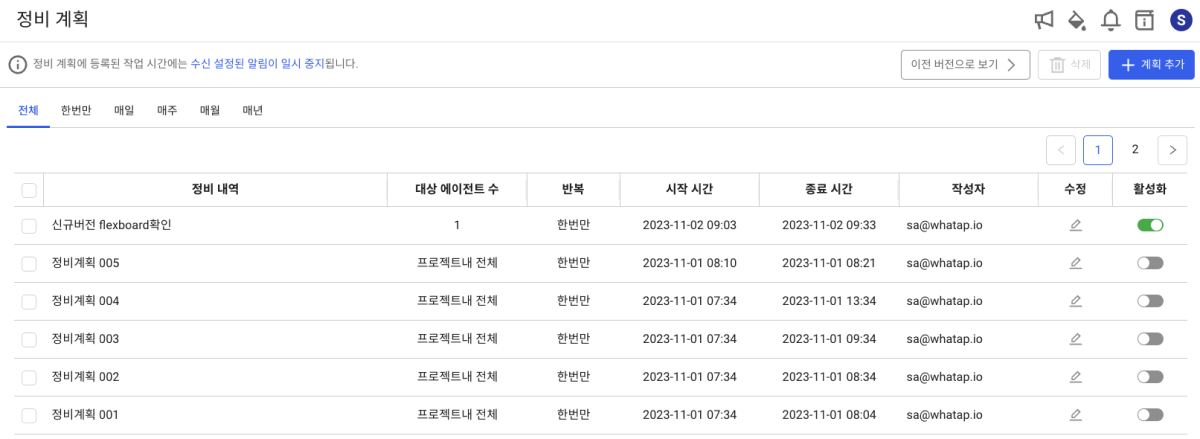 정비 계획
S
정비 계획에 등록된 작업 시간에는 수신 설정된 알림이 일시 중지됩니다.
이전 버전으로 보기
삭제
계획 추가
전체 한번만 매일 매주 매월 매년
1 2
정비 내역 대상 에이전트 수 반복 시작 시간 종료 시간 작성자 수정 활성화
신규버전 flexboard확인 1 한번만 2023-11-02 09:03 2023-11-02 09:33 sa@whatap.io
정비계획 005 프로젝트내 전체 한번만 2023-11-01 08:10 2023-11-01 08:21 sa@whatap.io
정비계획 004 프로젝트내 전체 한번만 2023-11-01 07:34 2023-11-01 13:34 sa@whatap.io
정비계획 003 프로젝트내 전체 한번만 2023-11-01 07:34 2023-11-01 09:34 sa@whatap.io
정비계획 002 프로젝트내 전체 한번만 2023-11-01 07:34 2023-11-01 08:34 sa@whatap.io
정비계획 001 프로젝트내 전체 한번만 2023-11-01 07:34 2023-11-01 08:04 sa@whatap.io